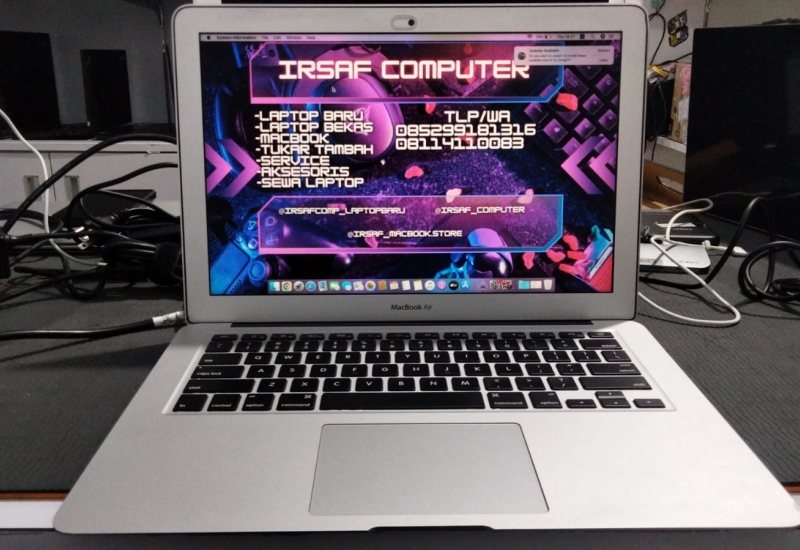 System Information File Edit Window Help
Updates Available
IRSAF COMPUTER
-LAPTOP BARU
-LAPTOP BEKAS
-MACBOOK
-TUKAR TAMBAH
-SERVICE
-AKSESORIS
-SEWA LAPTOP
TLP/WA
085299181316
08114110083
@IRSAFCOMP_LAPTOPBARU @IRSAF_COMPUTER
@IRSAF_MACBOOK.STORE
MacBook Air
Q W E R T Y U I O P
caps lock A S D F G H J K L return
shift Z X C V B N M shift
fn control option command command option